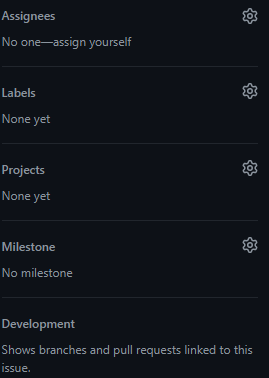 Assignees
No one—assign yourself
Labels
None yet
Projects
None yet
Milestone
No milestone
Development
Shows branches and pull requests linked to this
issue.